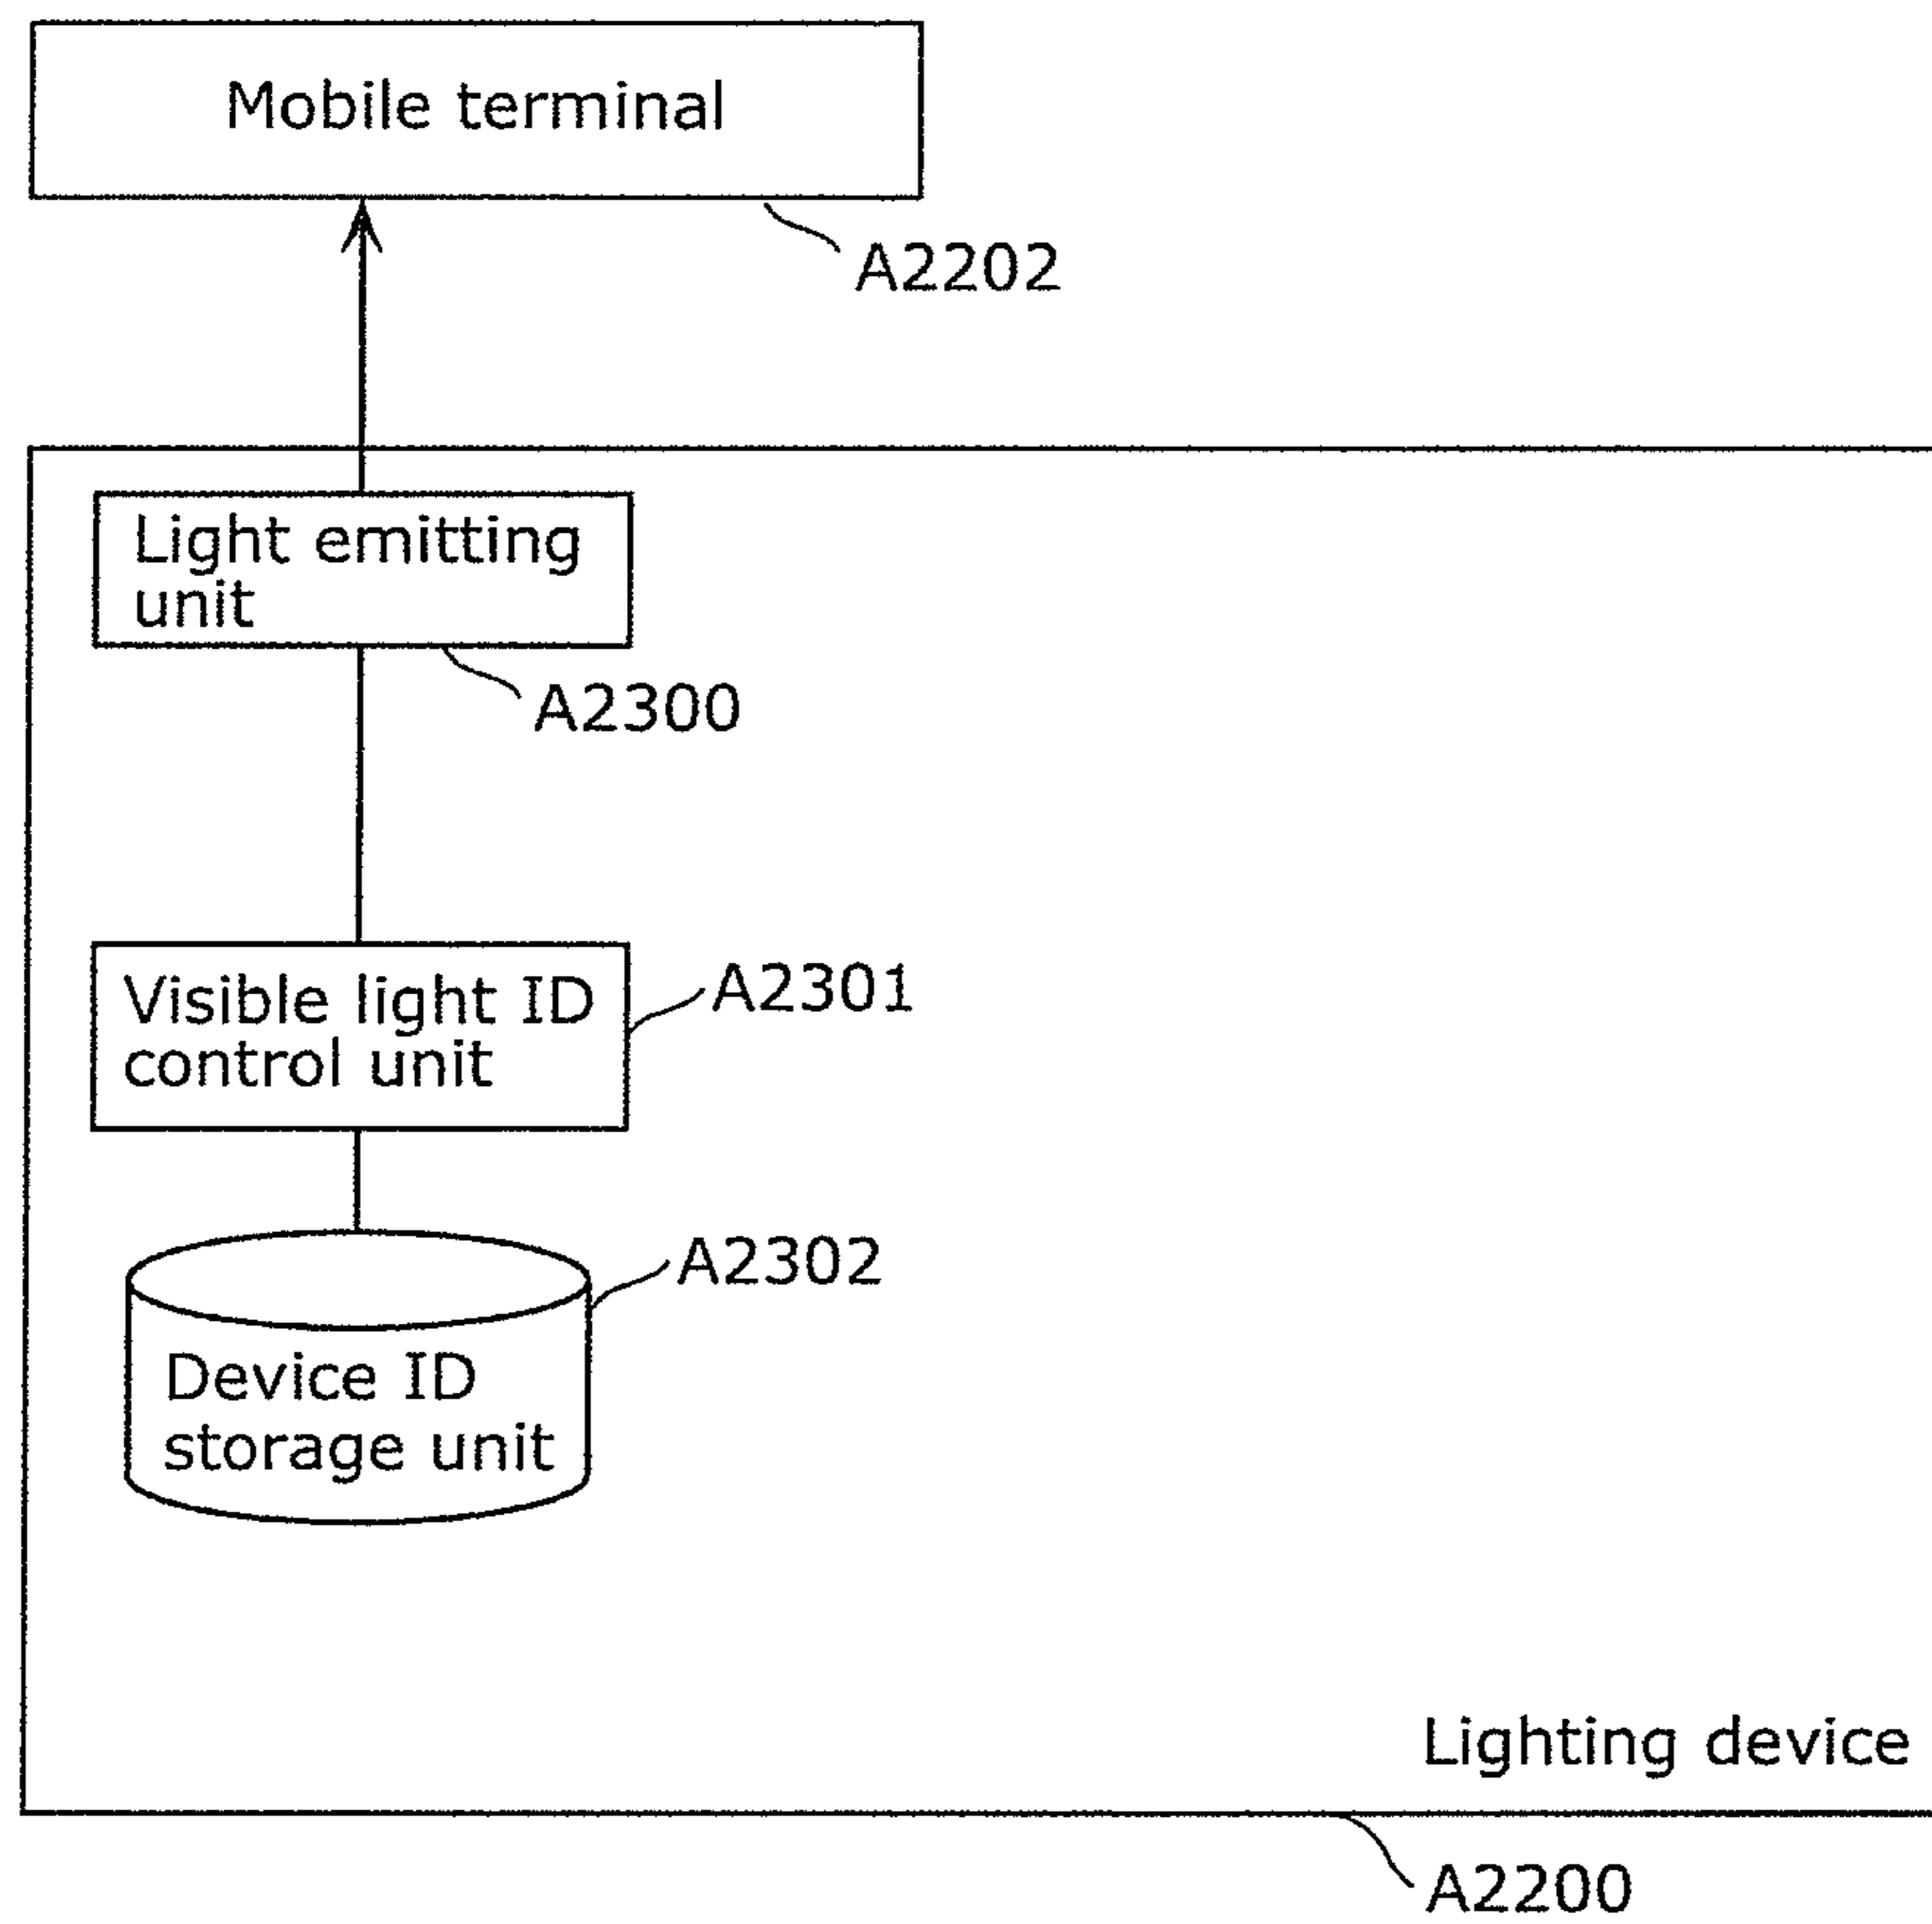 Mobile terminal
A2202
Light emitting
unit
A2300
Visible light ID
control unit
A2301
A2302
Device ID
storage unit
Lighting device
A2200